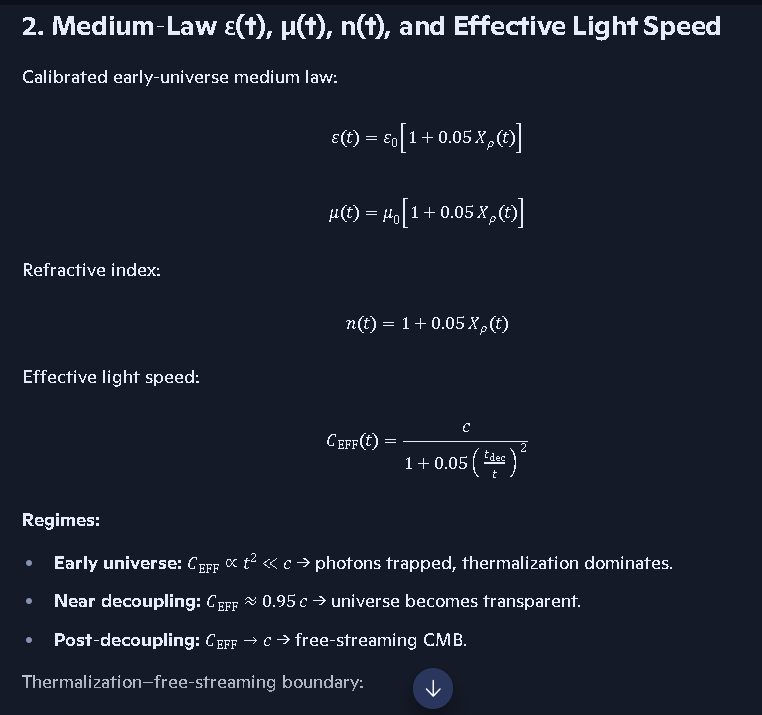 2. Medium-Law ε(t), μ(t), n(t), and Effective Light Speed
Calibrated early-universe medium law:
ε(t) = ε₀[1 + 0.05 Xᵨ(t)]
μ(t) = μ₀[1 + 0.05 Xᵨ(t)]
Refractive index:
n(t) = 1 + 0.05 Xᵨ(t)
Effective light speed:
C_EFF(t) = c / (1 + 0.05 (t_dec / t)²)
Regimes:
• Early universe: C_EFF ∝ t² ≪ c → photons trapped, thermalization dominates.
• Near decoupling: C_EFF ≈ 0.95 c → universe becomes transparent.
• Post-decoupling: C_EFF → c → free-streaming CMB.
Thermalization–free-streaming boundary: